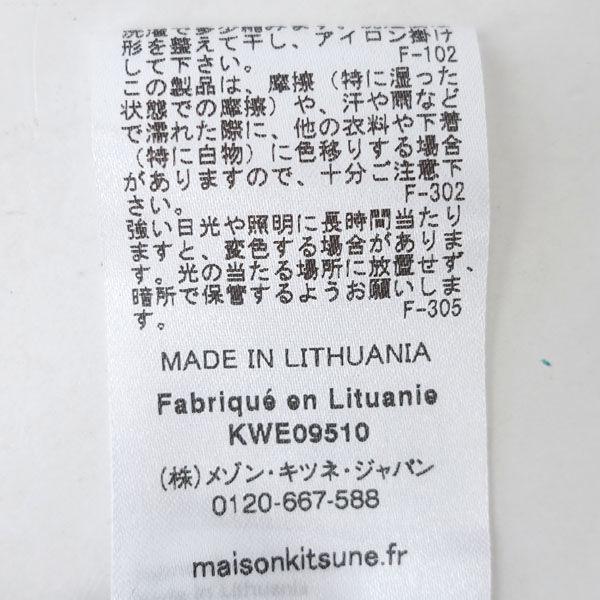 形を整えて干し、アイロン掛け
F-102
して下さい。
この製品は、摩擦（特に湿った
状態での摩擦）や、汗や雨など
で濡れた際に、他の衣料や下着
（特に白物）に色移りする場合
がありますので、十分ご注意下
F-302
さい。
強い日光や照明に長時間当たり
ますと、変色する場合がありま
す。光の当たる場所に放置せず、
暗所で保管するようお願いしま
F-305
す。
MADE IN LITHUANIA
Fabriqué en Lituanie
KWE09510
(株)メゾン・キツネ・ジャパン
0120-667-588
maisonkitsune.fr
in Lithuania